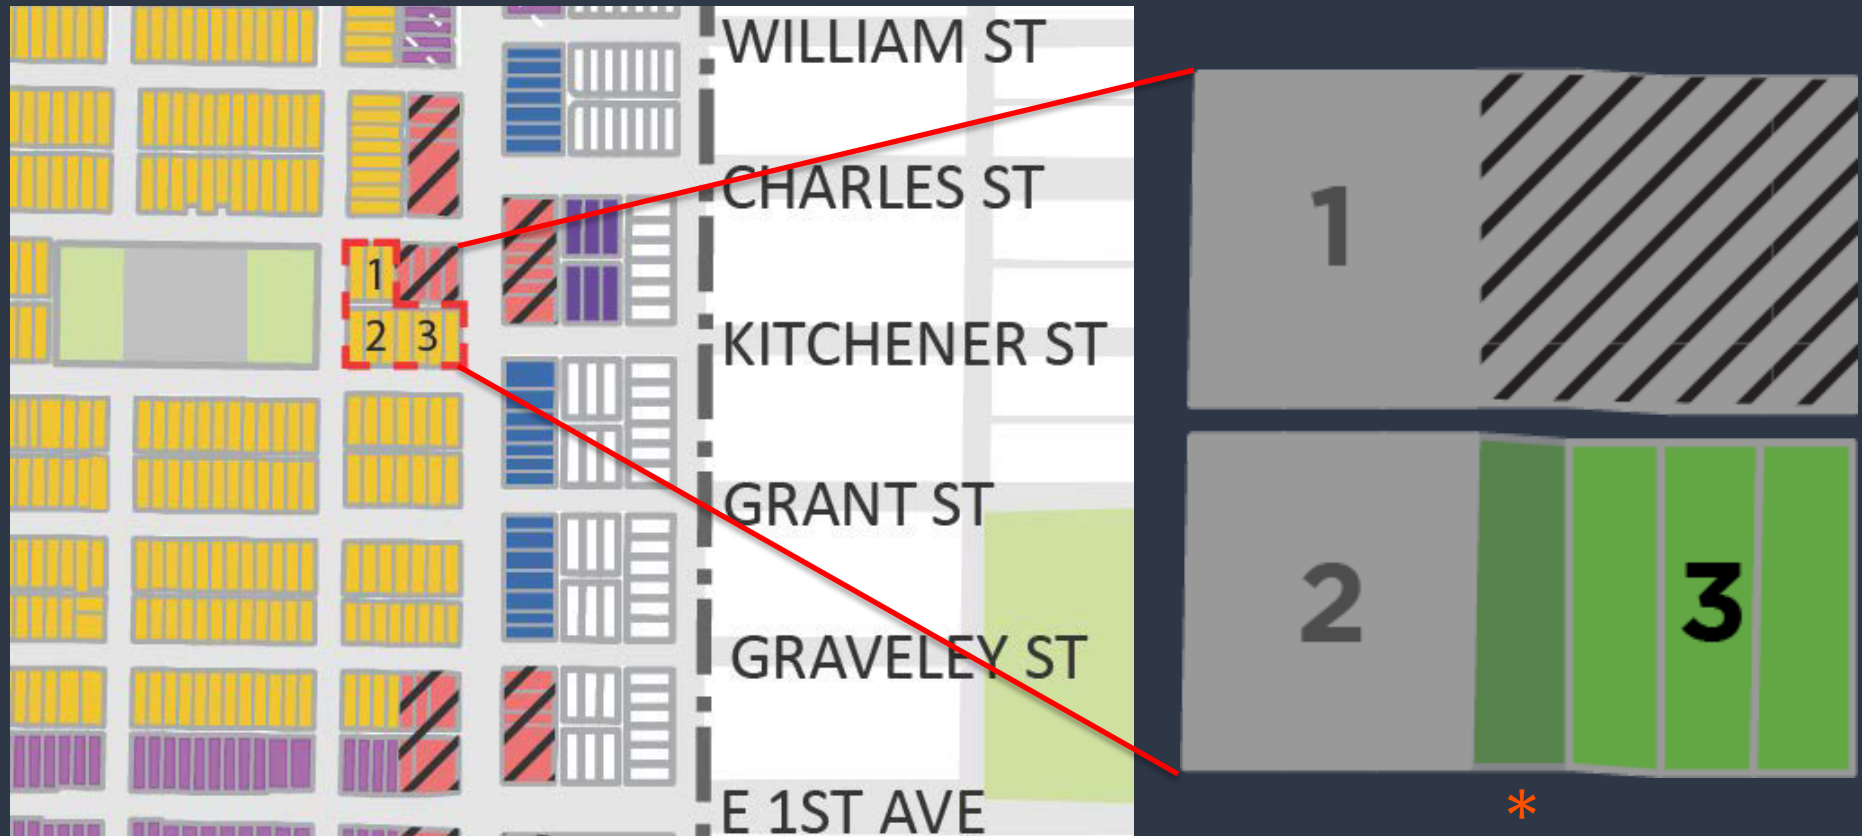 WILLIAM ST
CHARLES ST
KITCHENER ST
GRANT ST
GRAVELEY ST
E 1ST AVE
1
2 3
1
2 3
*